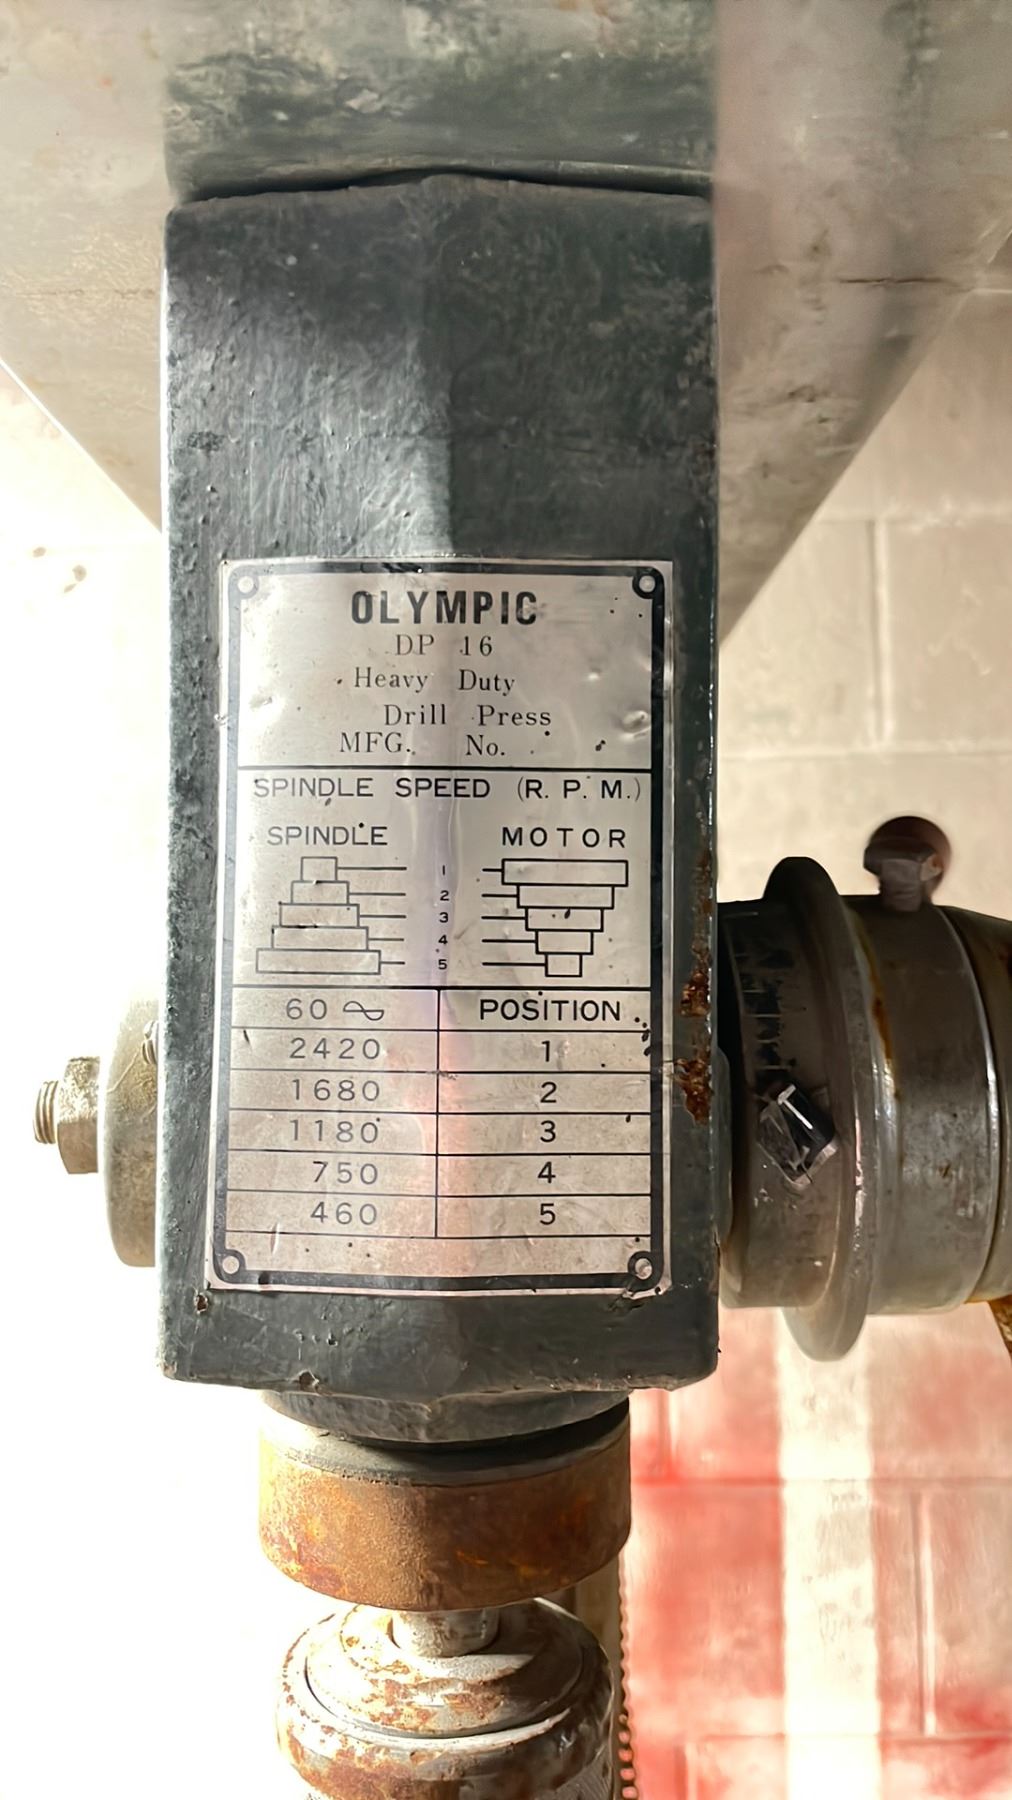 OLYMPIC
DP 16
Heavy Duty
Drill Press
MFG. No.
SPINDLE SPEED (R. P. M.)
SPINDLE MOTOR
1
2
3
4
5
60 POSITION
2420 1
1680 2
1180 3
750 4
460 5